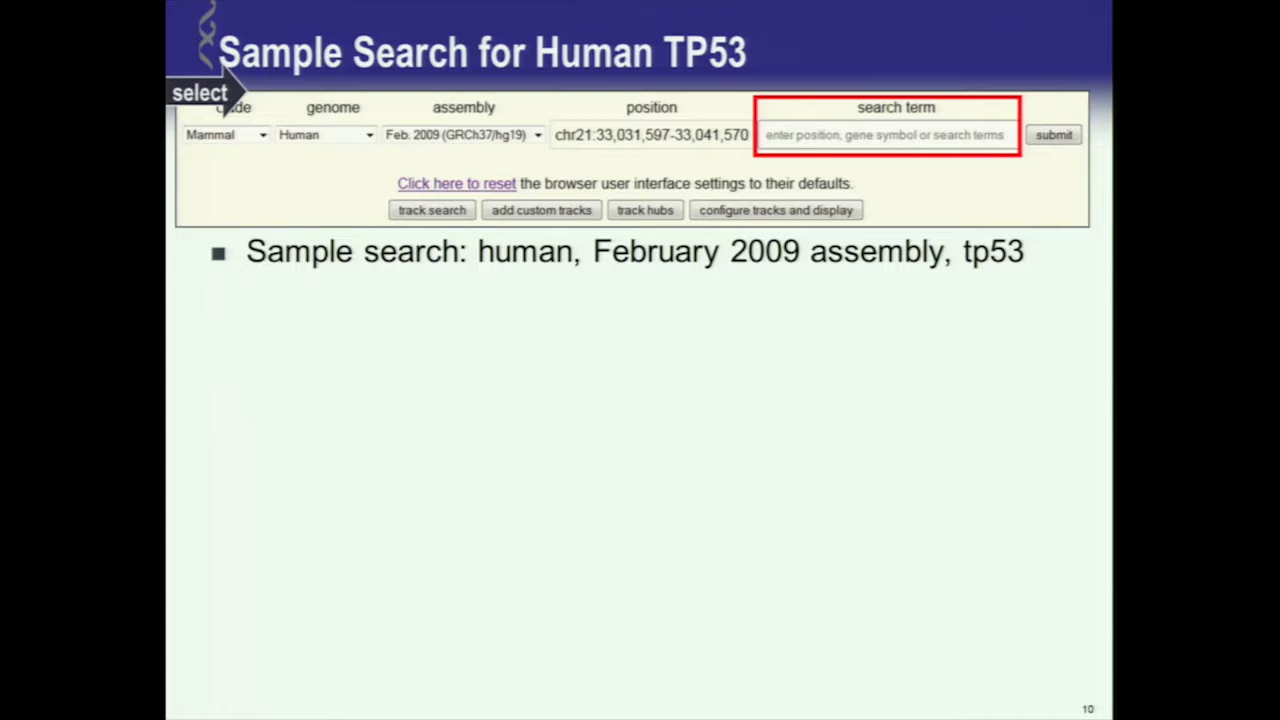 Sample Search for Human TP53
select
genome assembly position search term
Mammal Human Feb. 2009 (GRCh37/hg19) chr21:33,031,597-33,041,570 enter position, gene symbol or search terms submit
Click here to reset the browser user interface settings to their defaults.
track search add custom tracks track hubs configure tracks and display
Sample search: human, February 2009 assembly, tp53
10